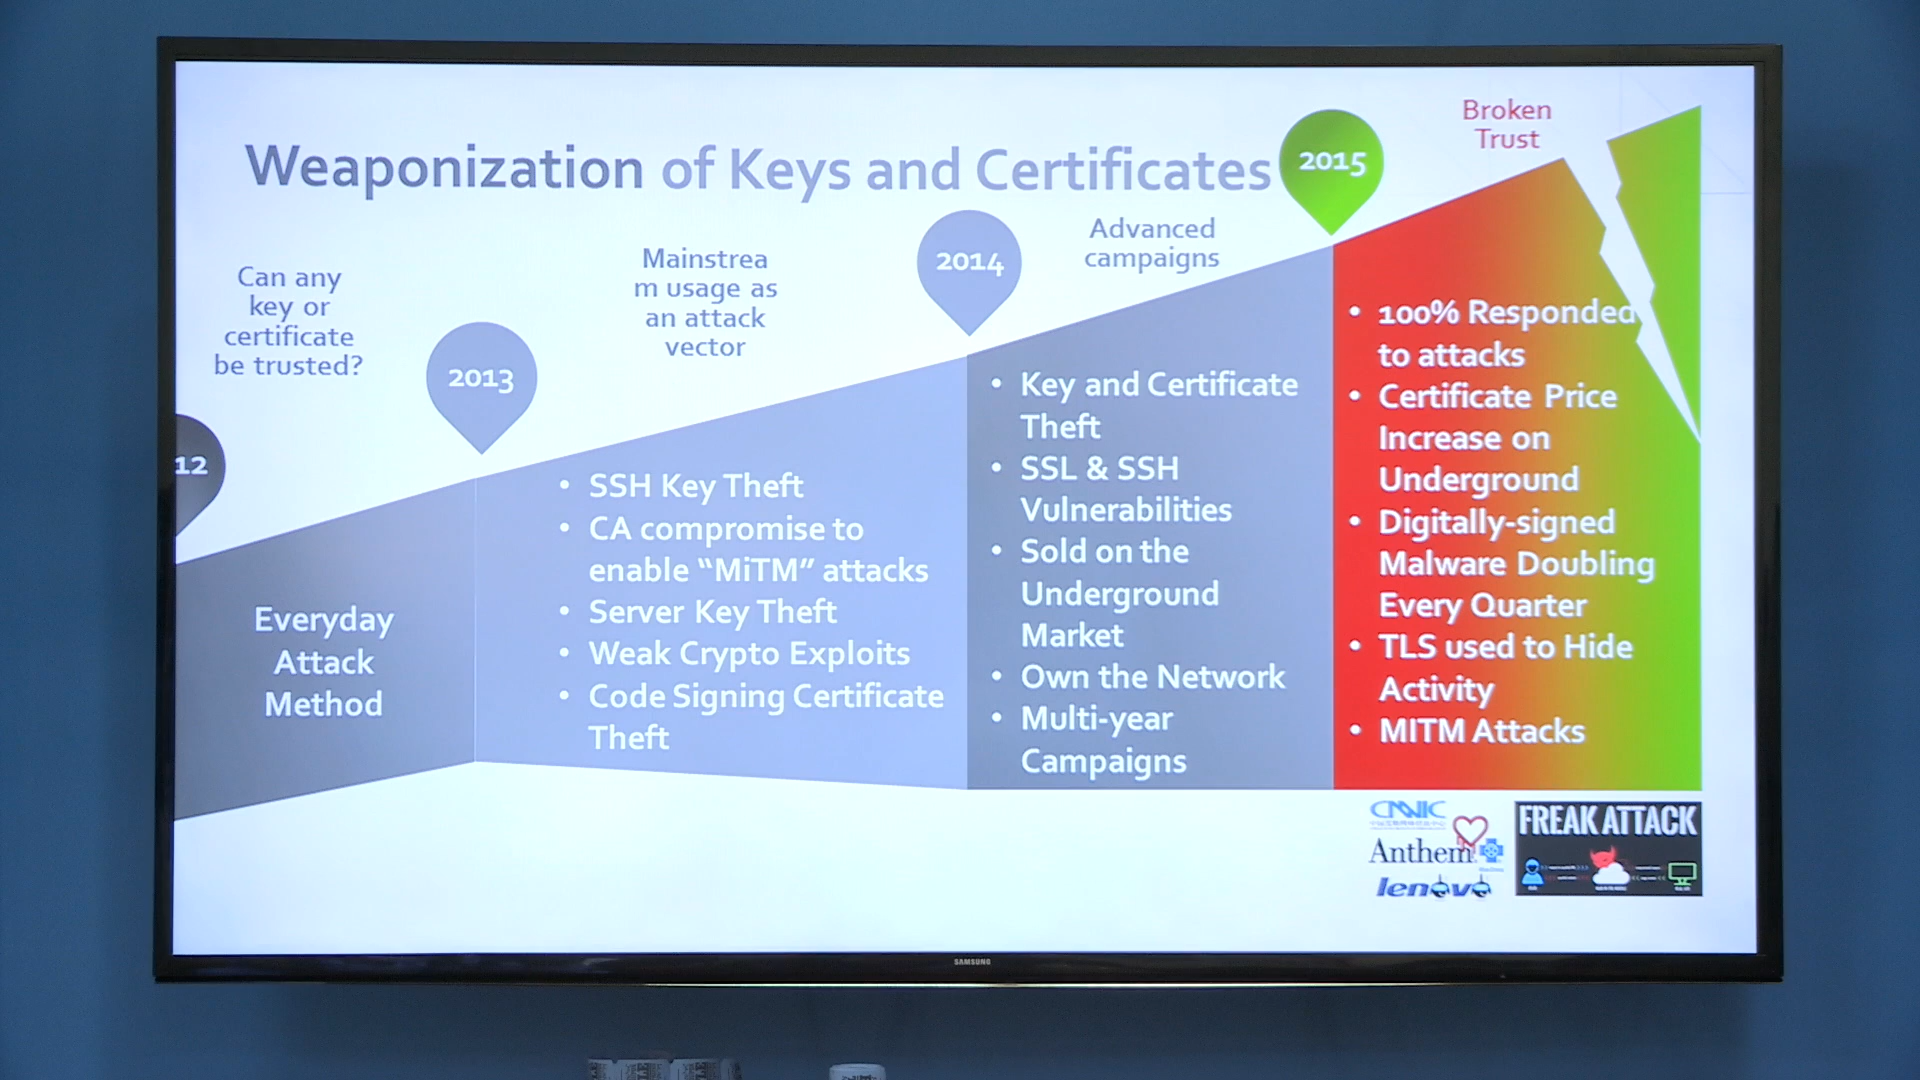 Weaponization of Keys and Certificates
12
Can any
key or
certificate
be trusted?
Everyday
Attack
Method
2013
Mainstrea
m usage as
an attack
vector
• SSH Key Theft
• CA compromise to
enable “MiTM” attacks
• Server Key Theft
• Weak Crypto Exploits
• Code Signing Certificate
Theft
2014
Advanced
campaigns
• Key and Certificate
Theft
• SSL & SSH
Vulnerabilities
• Sold on the
Underground
Market
• Own the Network
• Multi-year
Campaigns
2015
Broken
Trust
• 100% Responded
to attacks
• Certificate Price
Increase on
Underground
• Digitally-signed
Malware Doubling
Every Quarter
• TLS used to Hide
Activity
• MITM Attacks
CNNIC
Anthem
lenovo
FREAK ATTACK
SAMSUNG